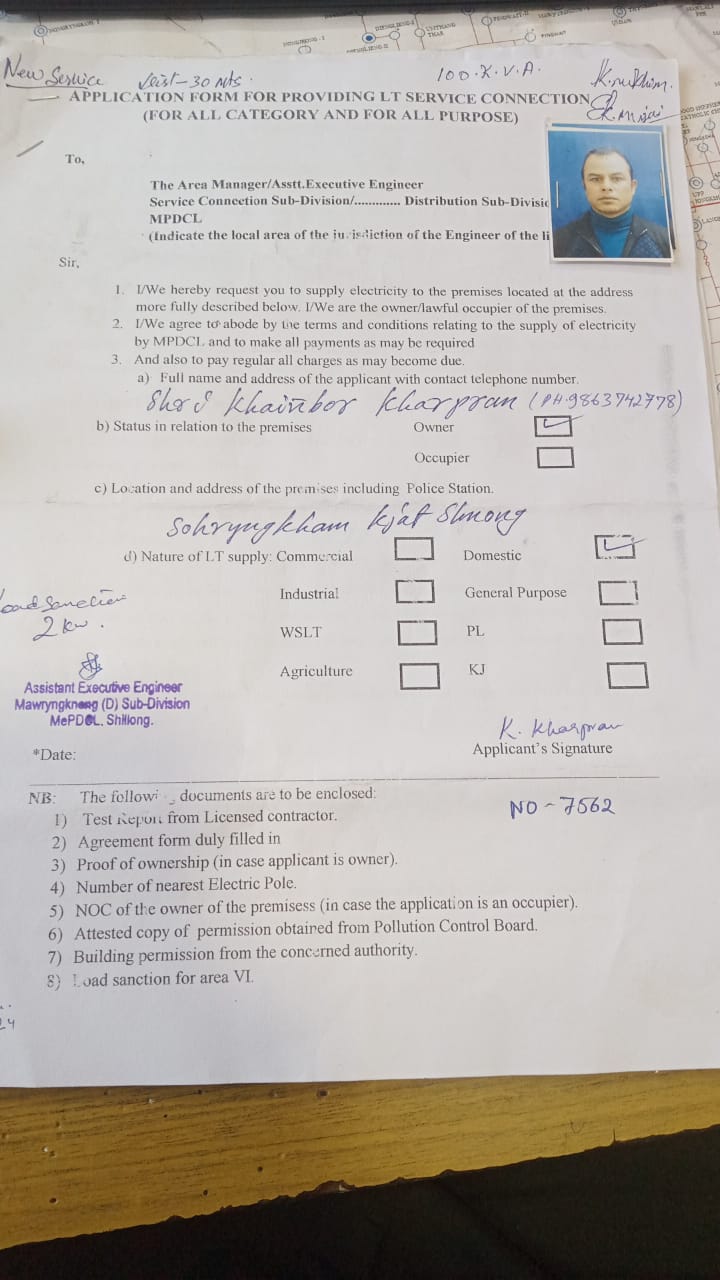 New Service
Dist-30 Mts.
100.K.V.A.
APPLICATION FORM FOR PROVIDING LT SERVICE CONNECTION
(FOR ALL CATEGORY AND FOR ALL PURPOSE)
To,
The Area Manager/Asstt.Executive Engineer
Service Connection Sub-Division/............. Distribution Sub-Divisio
MPDCL
(Indicate the local area of the jurisdiction of the Engineer of the li
Sir,
1. I/We hereby request you to supply electricity to the premises located at the address
more fully described below. I/We are the owner/lawful occupier of the premises.
2. I/We agree to abode by the terms and conditions relating to the supply of electricity
by MPDCL and to make all payments as may be required
3. And also to pay regular all charges as may become due.
a) Full name and address of the applicant with contact telephone number.
Shri Khainbor Kharpran (PH.9863742778)
b) Status in relation to the premises Owner
Occupier
c) Location and address of the premises including Police Station.
Sohryngkham Kjat Shnong
d) Nature of LT supply: Commercial Domestic
Industrial General Purpose
WSLT PL
Agriculture KJ
Load Sanction
2 kw.
Assistant Executive Engineer
Mawryngkneng (D) Sub-Division
MePDCL, Shillong.
K. Kharpran
Applicant's Signature
*Date:
NB: The following documents are to be enclosed:
NO - 7562
1) Test Report from Licensed contractor.
2) Agreement form duly filled in
3) Proof of ownership (in case applicant is owner).
4) Number of nearest Electric Pole.
5) NOC of the owner of the premisess (in case the application is an occupier).
6) Attested copy of permission obtained from Pollution Control Board.
7) Building permission from the concerned authority.
8) Load sanction for area VI.
24